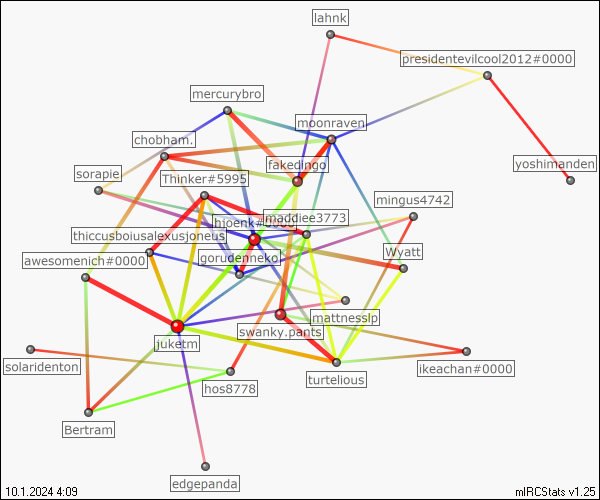 lahnk
presidentevilcool2012#0000
mercurybro
moonraven
chobham.
fakedingo
yoshimanden
sorapie
Thinker#5995
mingus4742
hjoenk#0000
maddiee3773
thiccusboiusalexusjoneus
Wyatt
awesomenich#0000
gorudenneko
mattnesslp
swanky.pants
juketm
solaridenton
ikeachan#0000
turtelious
hos8778
Bertram
edgepanda
10.1.2024 4:09
mIRCStats v1.25